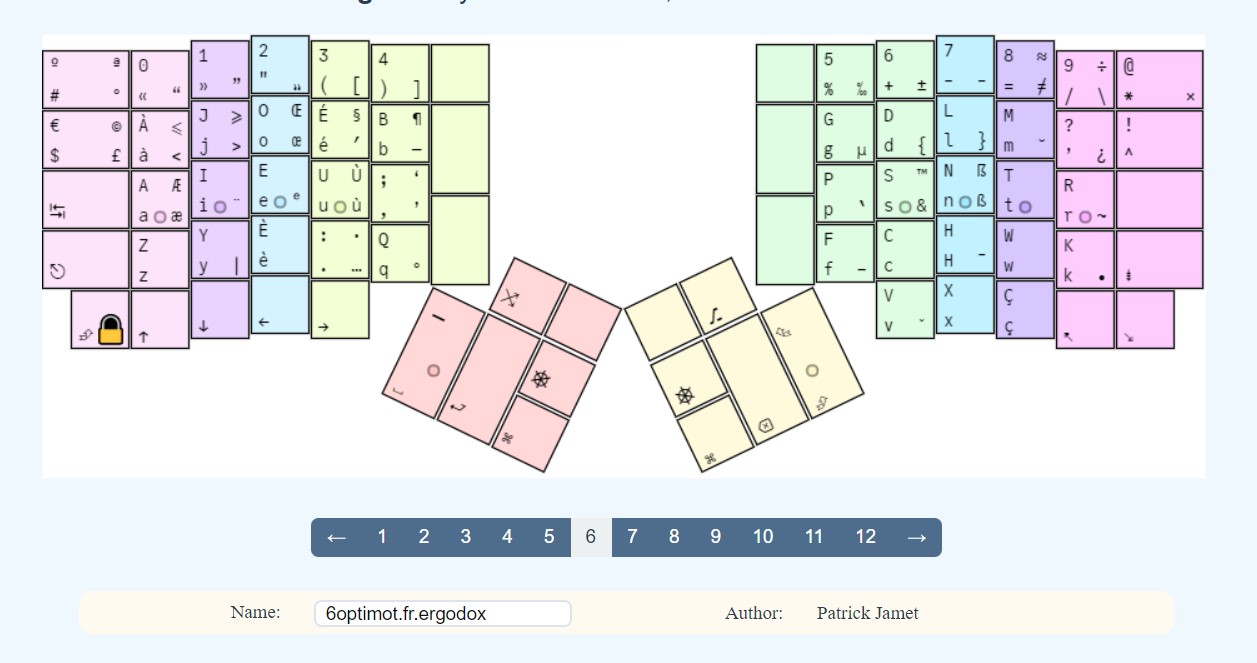 º ª 0 1 2 3 4 5 6 7 8 ≈ 9 ÷ @
# ° « “ » ” " „ ( [ ) ] % ‰ + ± - − = ≠ / \ * ×
€ © À ⩽ J ⩾ O Œ É § B ¶ G D L M ? !
$ £ à < j > o œ é ′ b – g µ d { l } m ˘ ’ ¿ ^
A Æ I E U Ù ; ‘ P S ™ N ẞ T R
a æ i ¨ e ᵉ u ù , ’ p ‵ s & n ß t r ~
Z Y È : · Q F C H W K
z y | è . … q ° f – c H ‑ w k •
V X Ç
v ˇ x ç
← 1 2 3 4 5 6 7 8 9 10 11 12 →
Name: 6optimot.fr.ergodox Author: Patrick Jamet